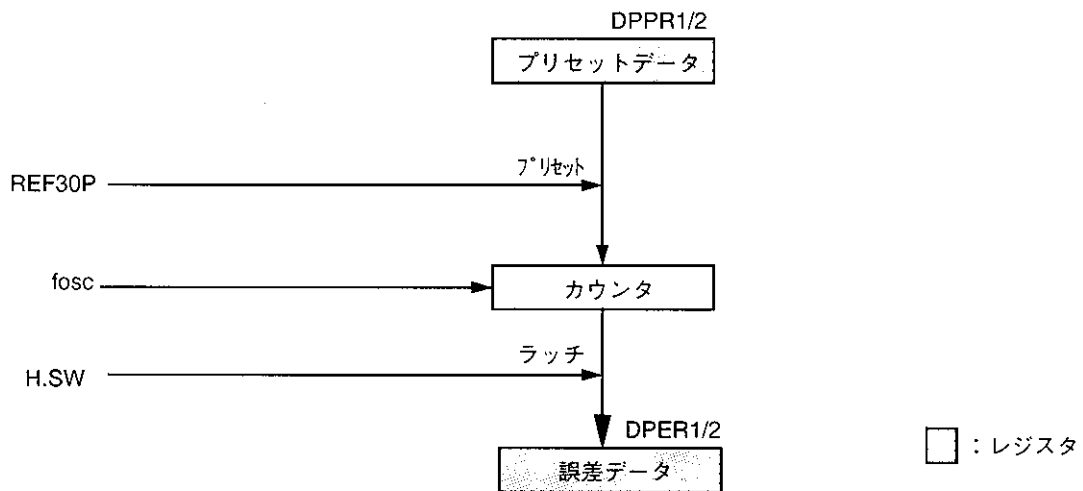 DPPR1/2
プリセットデータ
プリセット
REF30P
fosc
カウンタ
ラッチ
H.SW
DPER1/2
誤差データ
:レジスタ